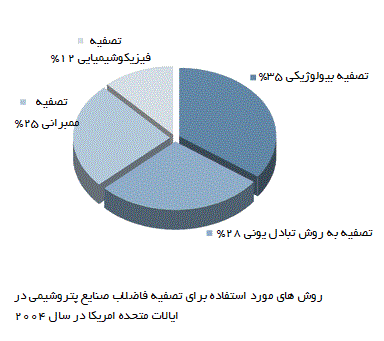 تصفیه
فیزیکوشیمیایی ۱۲%
تصفیه بیولوژیکی ۳۵%
تصفیه
ممبرانی ۲۵%
تصفیه به روش تبادل یونی ۲۸%
روش های مورد استفاده برای تصفیه فاضلاب صنایع پتروشیمی در
ایالات متحده امریکا در سال ۲۰۰۴